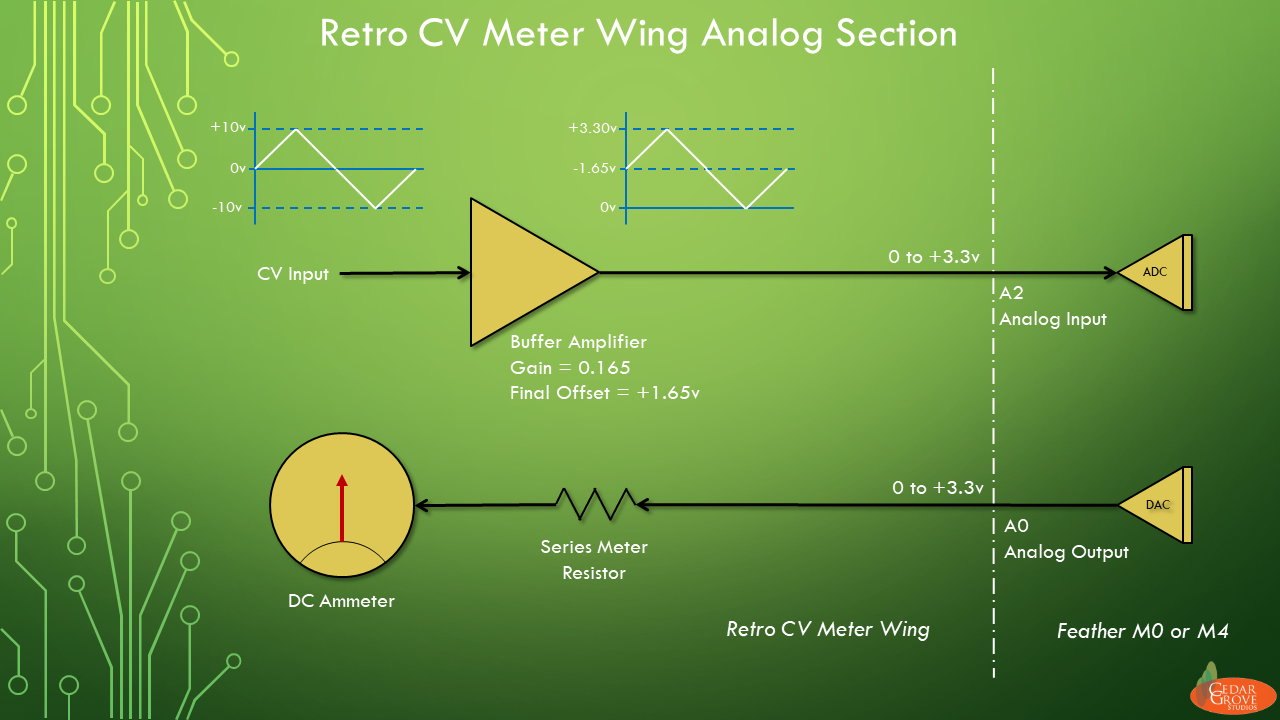 Retro CV Meter Wing Analog Section
+10v
0v
-10v
+3.30v
-1.65v
0v
CV Input
0 to +3.3v
ADC
A2
Analog Input
Buffer Amplifier
Gain = 0.165
Final Offset = +1.65v
0 to +3.3v
DAC
A0
Analog Output
Series Meter
Resistor
DC Ammeter
Retro CV Meter Wing
Feather M0 or M4
CEDAR
GROVE
STUDIOS